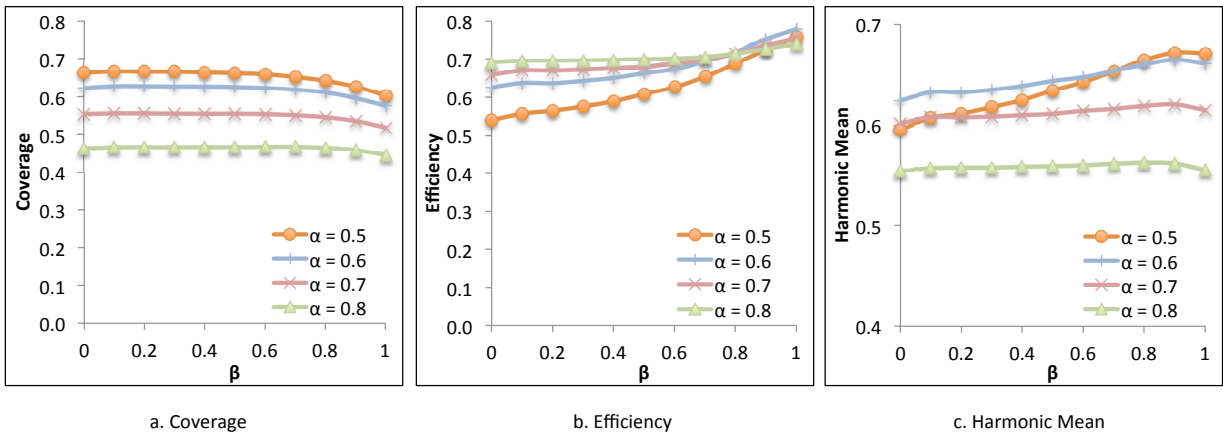 0.8
0.7
0.6
0.5
0.4
0.3
0.2
0.1
0.0
Coverage
0 0.2 0.4 0.6 0.8 1
β
α = 0.5
α = 0.6
α = 0.7
α = 0.8
a. Coverage
0.8
0.7
0.6
0.5
0.4
0.3
0.2
0.1
0.0
Efficiency
0 0.2 0.4 0.6 0.8 1
β
α = 0.5
α = 0.6
α = 0.7
α = 0.8
b. Efficiency
0.7
0.6
0.5
0.4
Harmonic Mean
0 0.2 0.4 0.6 0.8 1
β
α = 0.5
α = 0.6
α = 0.7
α = 0.8
c. Harmonic Mean